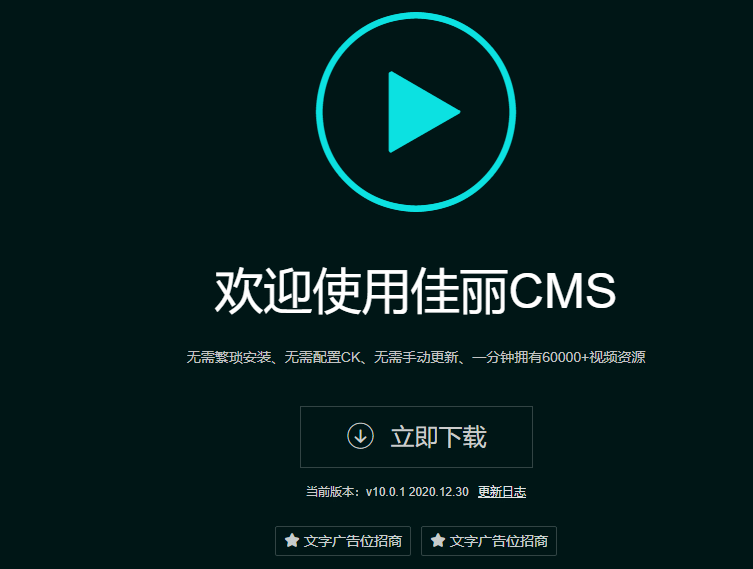 欢迎使用佳丽CMS
无需繁琐安装、无需配置CK、无需手动更新、一分钟拥有60000+视频资源
立即下载
当前版本：v10.0.1 2020.12.30 更新日志
文字广告位招商 文字广告位招商